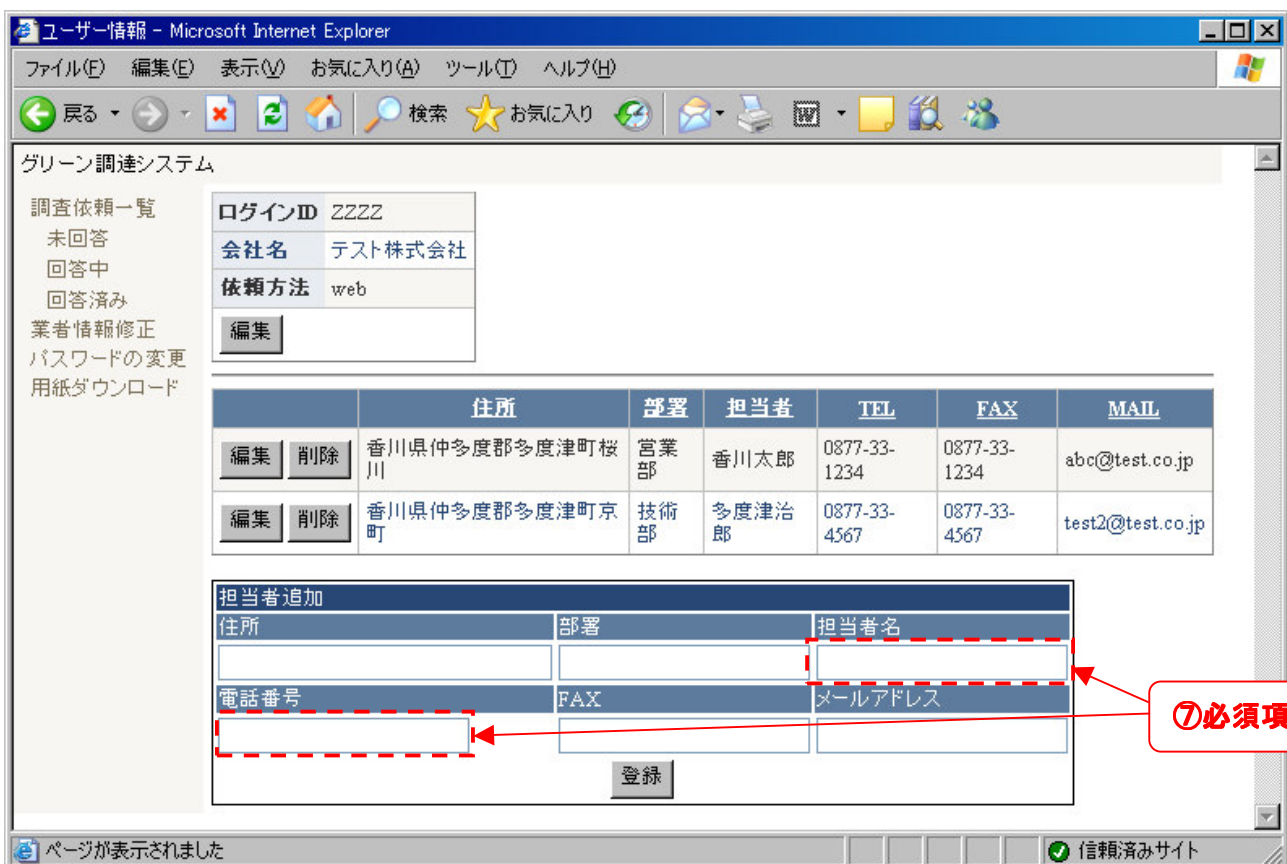 ユーザー情報 - Microsoft Internet Explorer
ファイル(F) 編集(E) 表示(V) お気に入り(A) ツール(T) ヘルプ(H)
戻る 検索 お気に入り
グリーン調達システム
調査依頼一覧
未回答
回答中
回答済み
業者情報修正
パスワードの変更
用紙ダウンロード
ログインID ZZZZ
会社名 テスト株式会社
依頼方法 web
編集
住所 部署 担当者 TEL FAX MAIL
編集 削除 香川県仲多度郡多度津町桜川 営業部 香川太郎 0877-33-1234 0877-33-1234 abc@test.co.jp
編集 削除 香川県仲多度郡多度津町京町 技術部 多度津治郎 0877-33-4567 0877-33-4567 test2@test.co.jp
担当者追加
住所 部署 担当者名
電話番号 FAX メールアドレス
⑦必須項
登録
ページが表示されました 信頼済みサイト